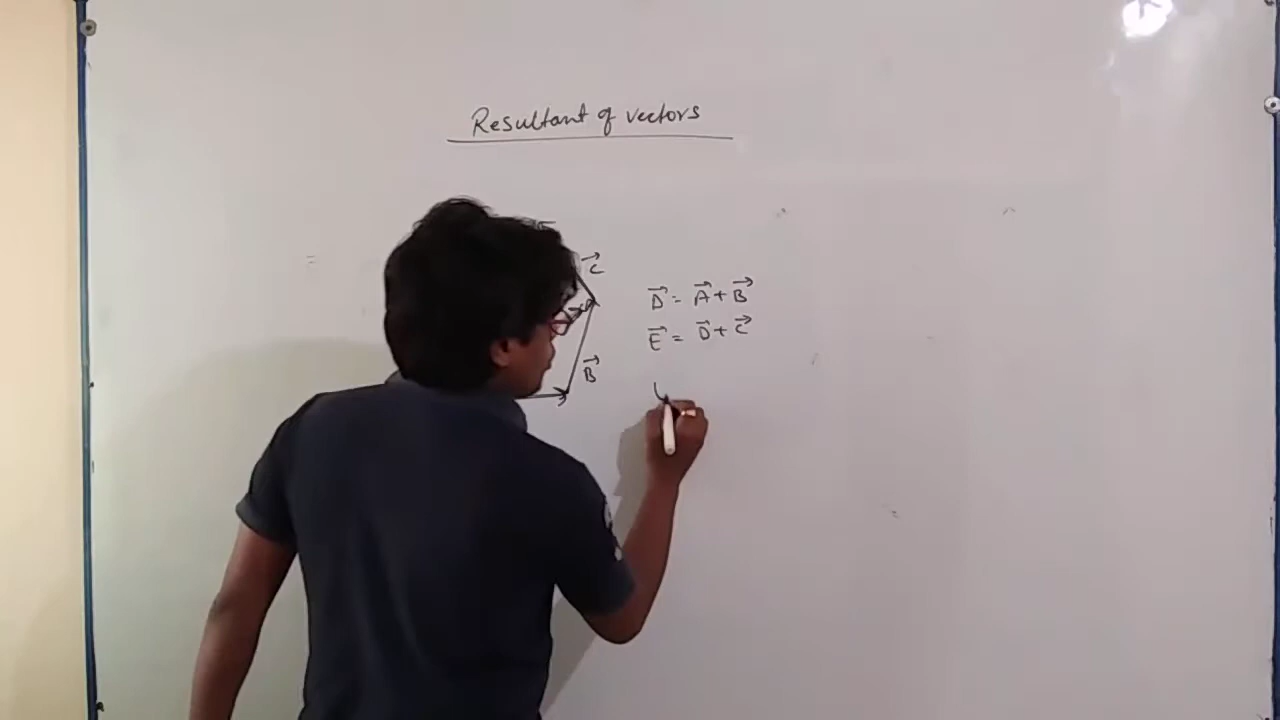 Resultant of vectors
C⃗
D⃗ = A⃗ + B⃗
E⃗ = D⃗ + C⃗
B⃗